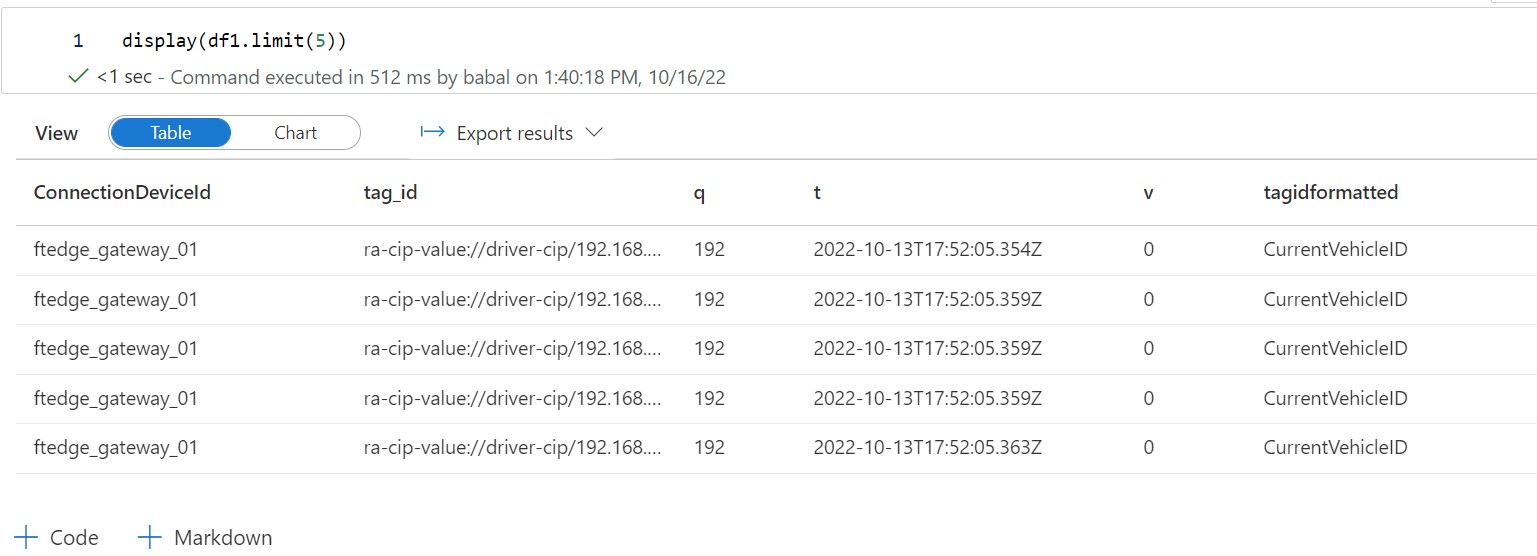 1 display(df1.limit(5))
<1 sec - Command executed in 512 ms by babal on 1:40:18 PM, 10/16/22
View Table Chart Export results
ConnectionDeviceId tag_id q t v tagidformatted
ftedge_gateway_01 ra-cip-value://driver-cip/192.168.... 192 2022-10-13T17:52:05.354Z 0 CurrentVehicleID
ftedge_gateway_01 ra-cip-value://driver-cip/192.168.... 192 2022-10-13T17:52:05.359Z 0 CurrentVehicleID
ftedge_gateway_01 ra-cip-value://driver-cip/192.168.... 192 2022-10-13T17:52:05.359Z 0 CurrentVehicleID
ftedge_gateway_01 ra-cip-value://driver-cip/192.168.... 192 2022-10-13T17:52:05.359Z 0 CurrentVehicleID
ftedge_gateway_01 ra-cip-value://driver-cip/192.168.... 192 2022-10-13T17:52:05.363Z 0 CurrentVehicleID
Code Markdown